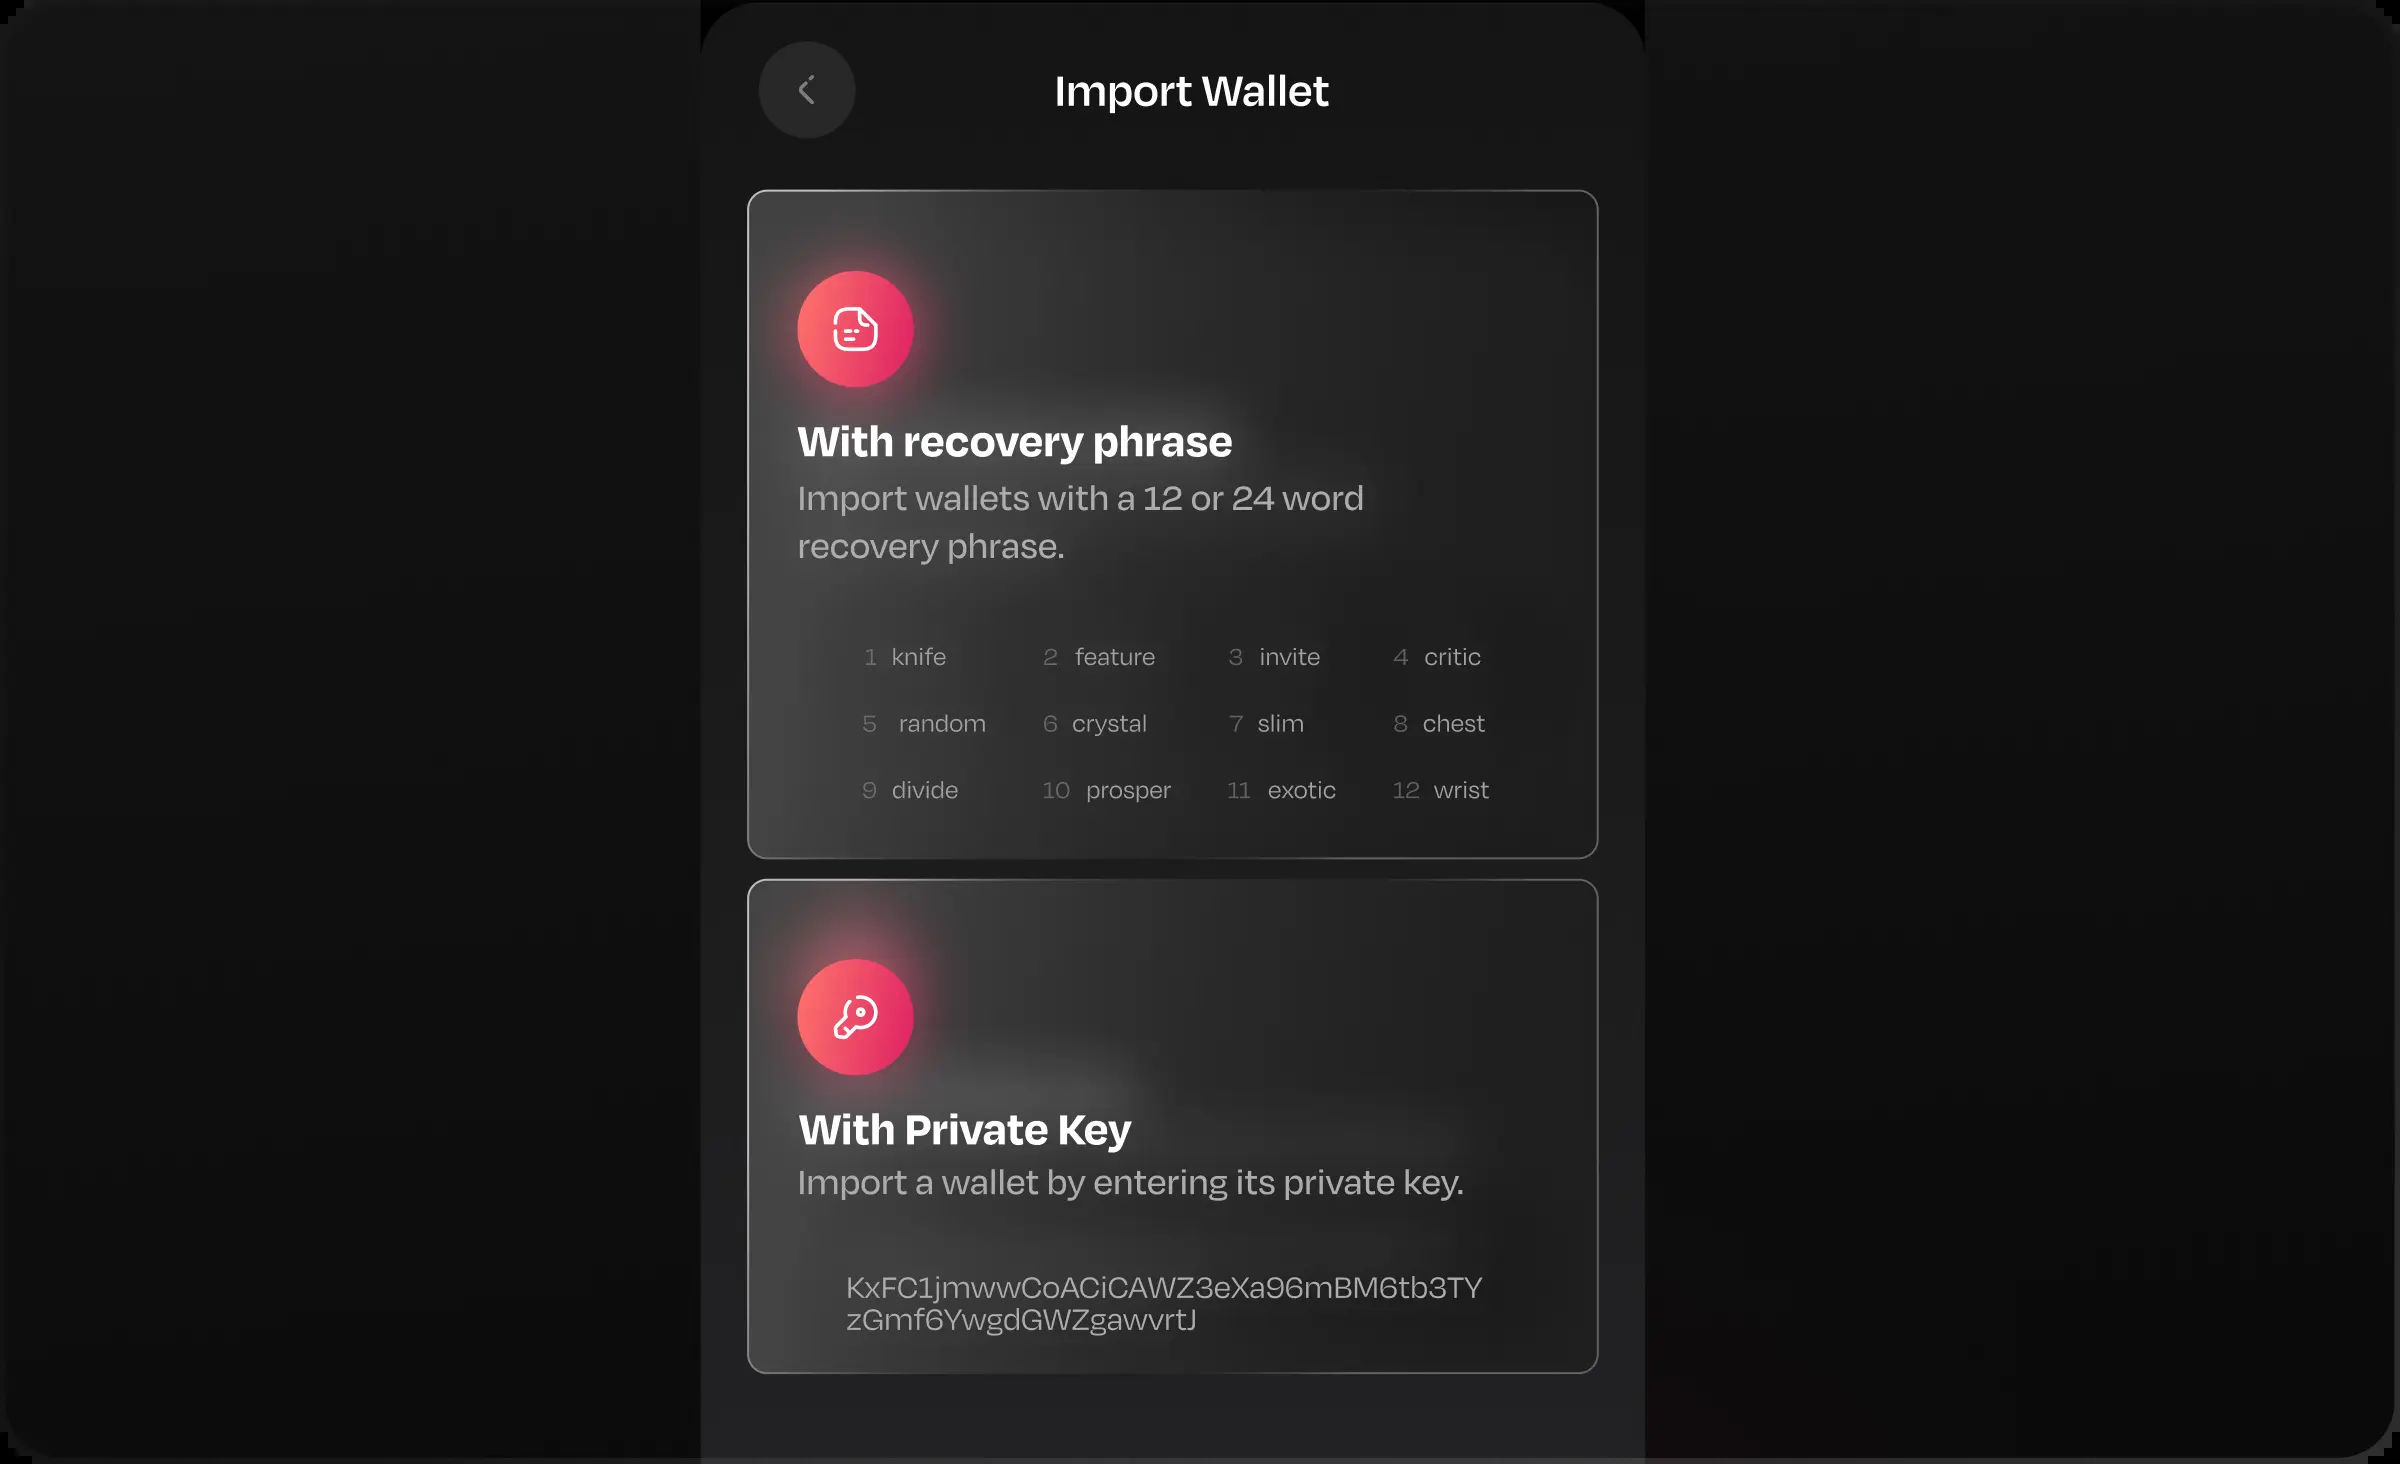 Import Wallet
With recovery phrase
Import wallets with a 12 or 24 word
recovery phrase.
1 knife 2 feature 3 invite 4 critic
5 random 6 crystal 7 slim 8 chest
9 divide 10 prosper 11 exotic 12 wrist
With Private Key
Import a wallet by entering its private key.
KxFC1jmwwCoACiCAWZ3eXa96mBM6tb3TY
zGmf6YwgdGWZgawvrtJ